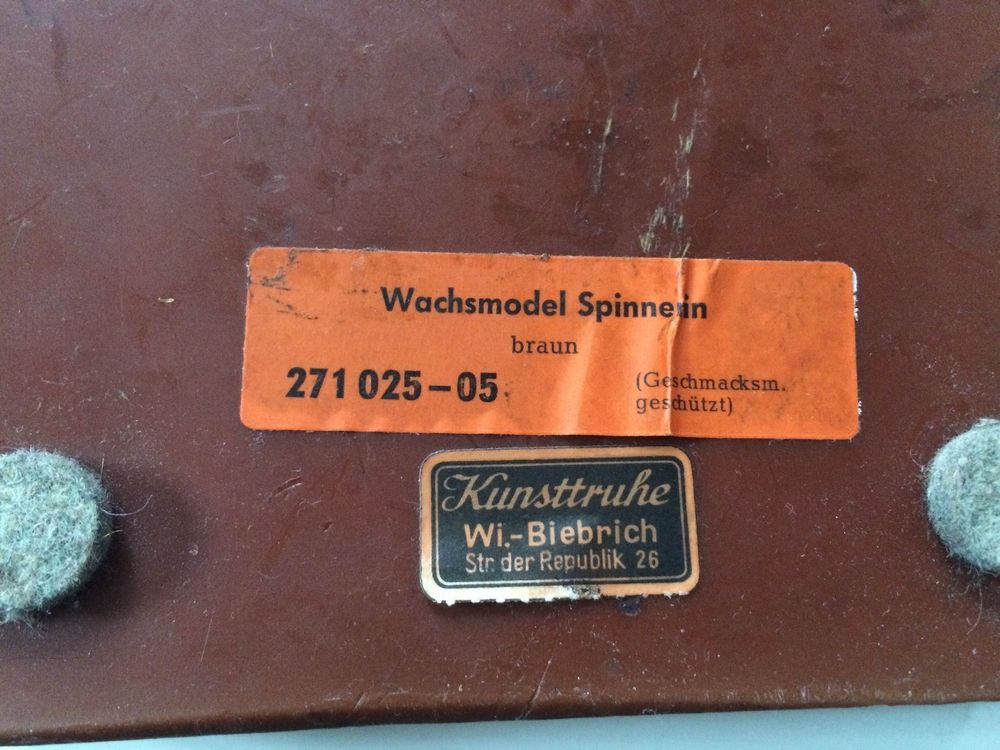 Wachsmodel Spinnerin
braun
271 025-05
(Geschmacksm.
geschützt)
Kunsttruhe
Wi.-Biebrich
Str. der Republik 26